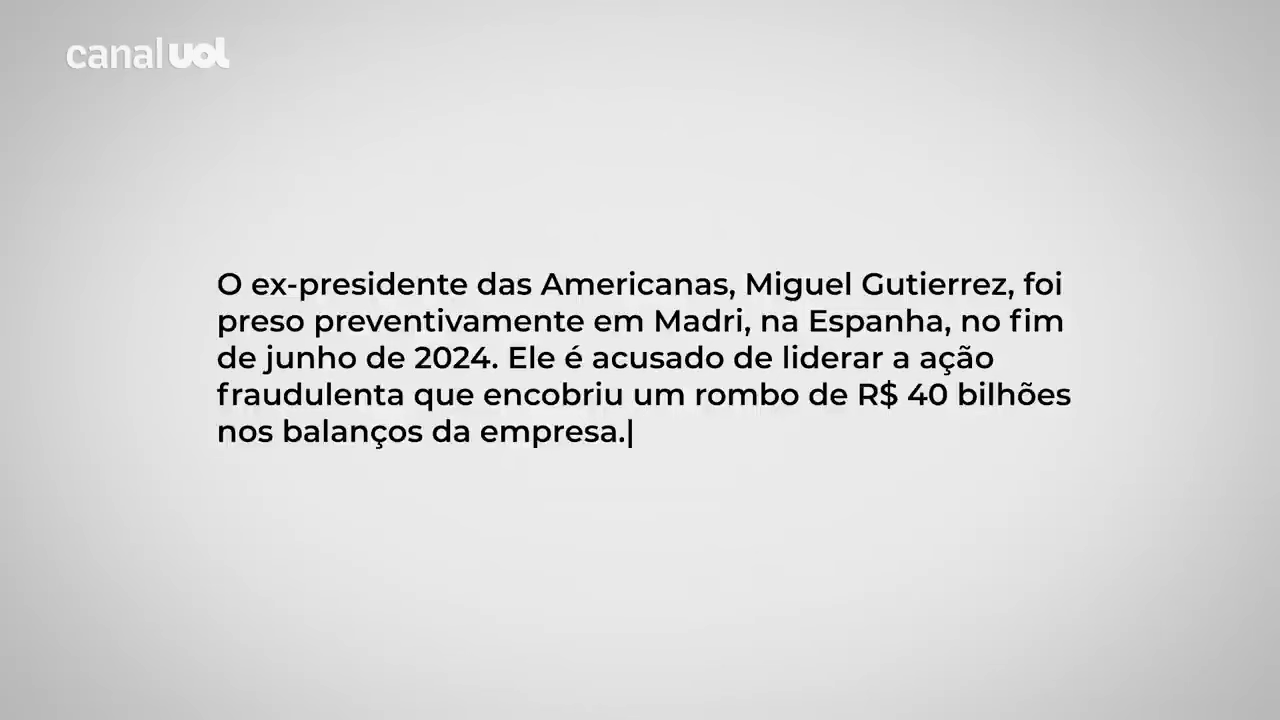 canal uol
O ex-presidente das Americanas, Miguel Gutierrez, foi
preso preventivamente em Madri, na Espanha, no fim
de junho de 2024. Ele é acusado de liderar a ação
fraudulenta que encobriu um rombo de R$ 40 bilhões
nos balanços da empresa.|